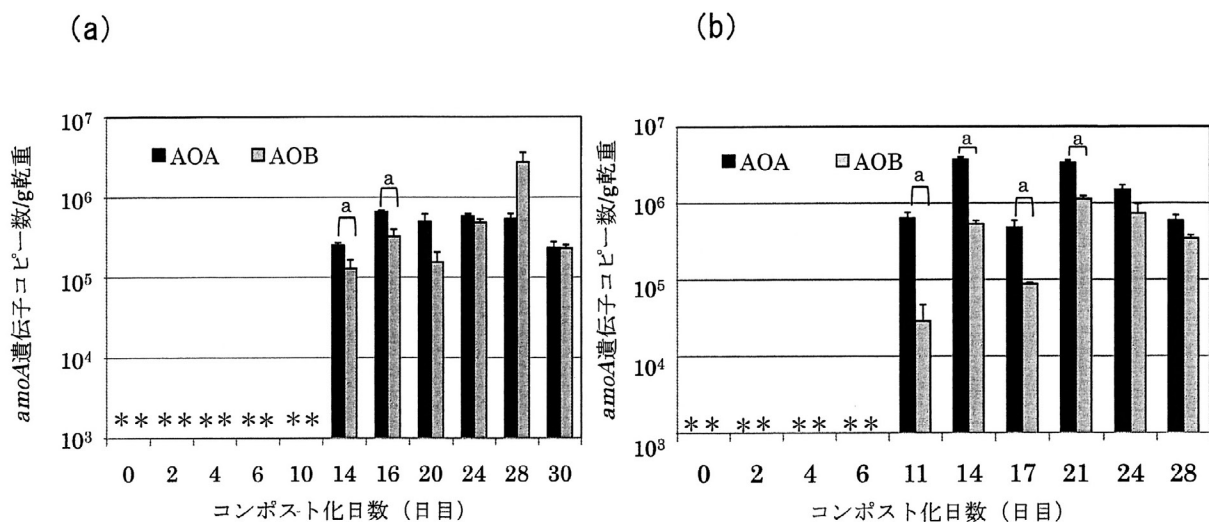 (a)
amoA遺伝子コピー数/g乾重
10⁷
10⁶
10⁵
10⁴
10³
AOA AOB
a
a
** ** ** ** **
0 2 4 6 10 14 16 20 24 28 30
コンポスト化日数（日目）
(b)
amoA遺伝子コピー数/g乾重
10⁷
10⁶
10⁵
10⁴
10³
AOA AOB
a
a
a
a
** ** ** **
0 2 4 6 11 14 17 21 24 28
コンポスト化日数（日目）